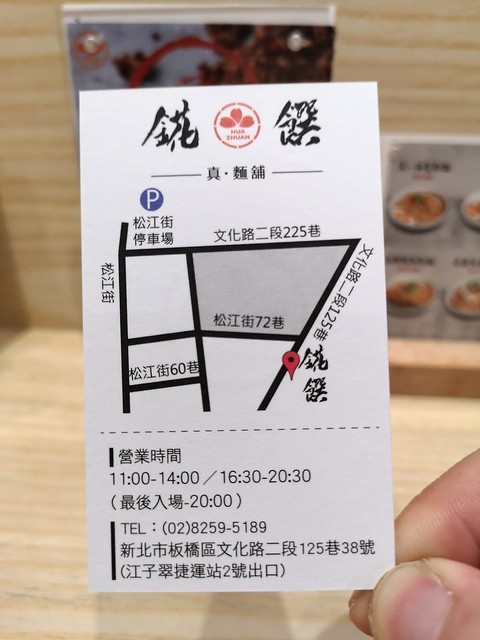 錵 HUA ZHUAN 饌
真·麵舖
P
松江街
停車場
文化路二段225巷
松江街
文化路二段125巷
松江街72巷
松江街60巷
錵
饌
營業時間
11:00-14:00／16:30-20:30
（最後入場-20:00）
TEL：(02)8259-5189
新北市板橋區文化路二段125巷38號
(江子翠捷運站2號出口)